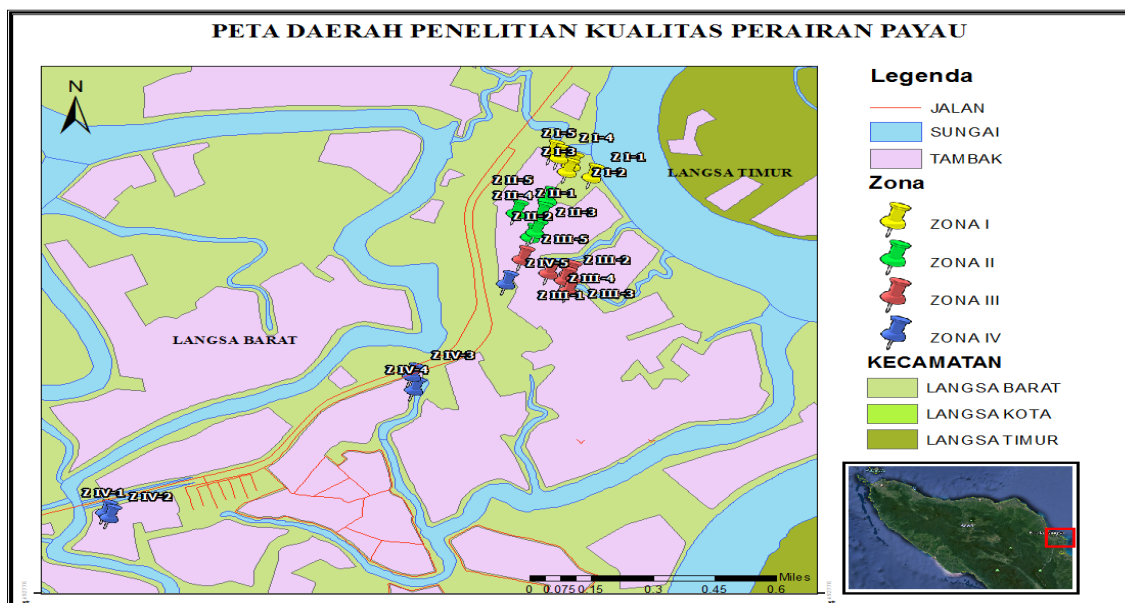 PETA DAERAH PENELITIAN KUALITAS PERAIRAN PAYAU
N
Z I-5
Z I-4
Z I-3
Z I-1
Z I-2
LANGSA TIMUR
Z II-5
Z II-4
Z II-1
Z II-3
Z II-2
Z III-5
Z IV-5
Z III-2
Z III-4
Z III-1
Z III-3
LANGSA BARAT
Z IV-3
Z IV-4
Z IV-1
Z IV-2
0 0.075 0.15 0.3 0.45 0.6
Miles
Legenda
JALAN
SUNGAI
TAMBAK
Zona
ZONA I
ZONA II
ZONA III
ZONA IV
KECAMATAN
LANGSA BARAT
LANGSA KOTA
LANGSA TIMUR